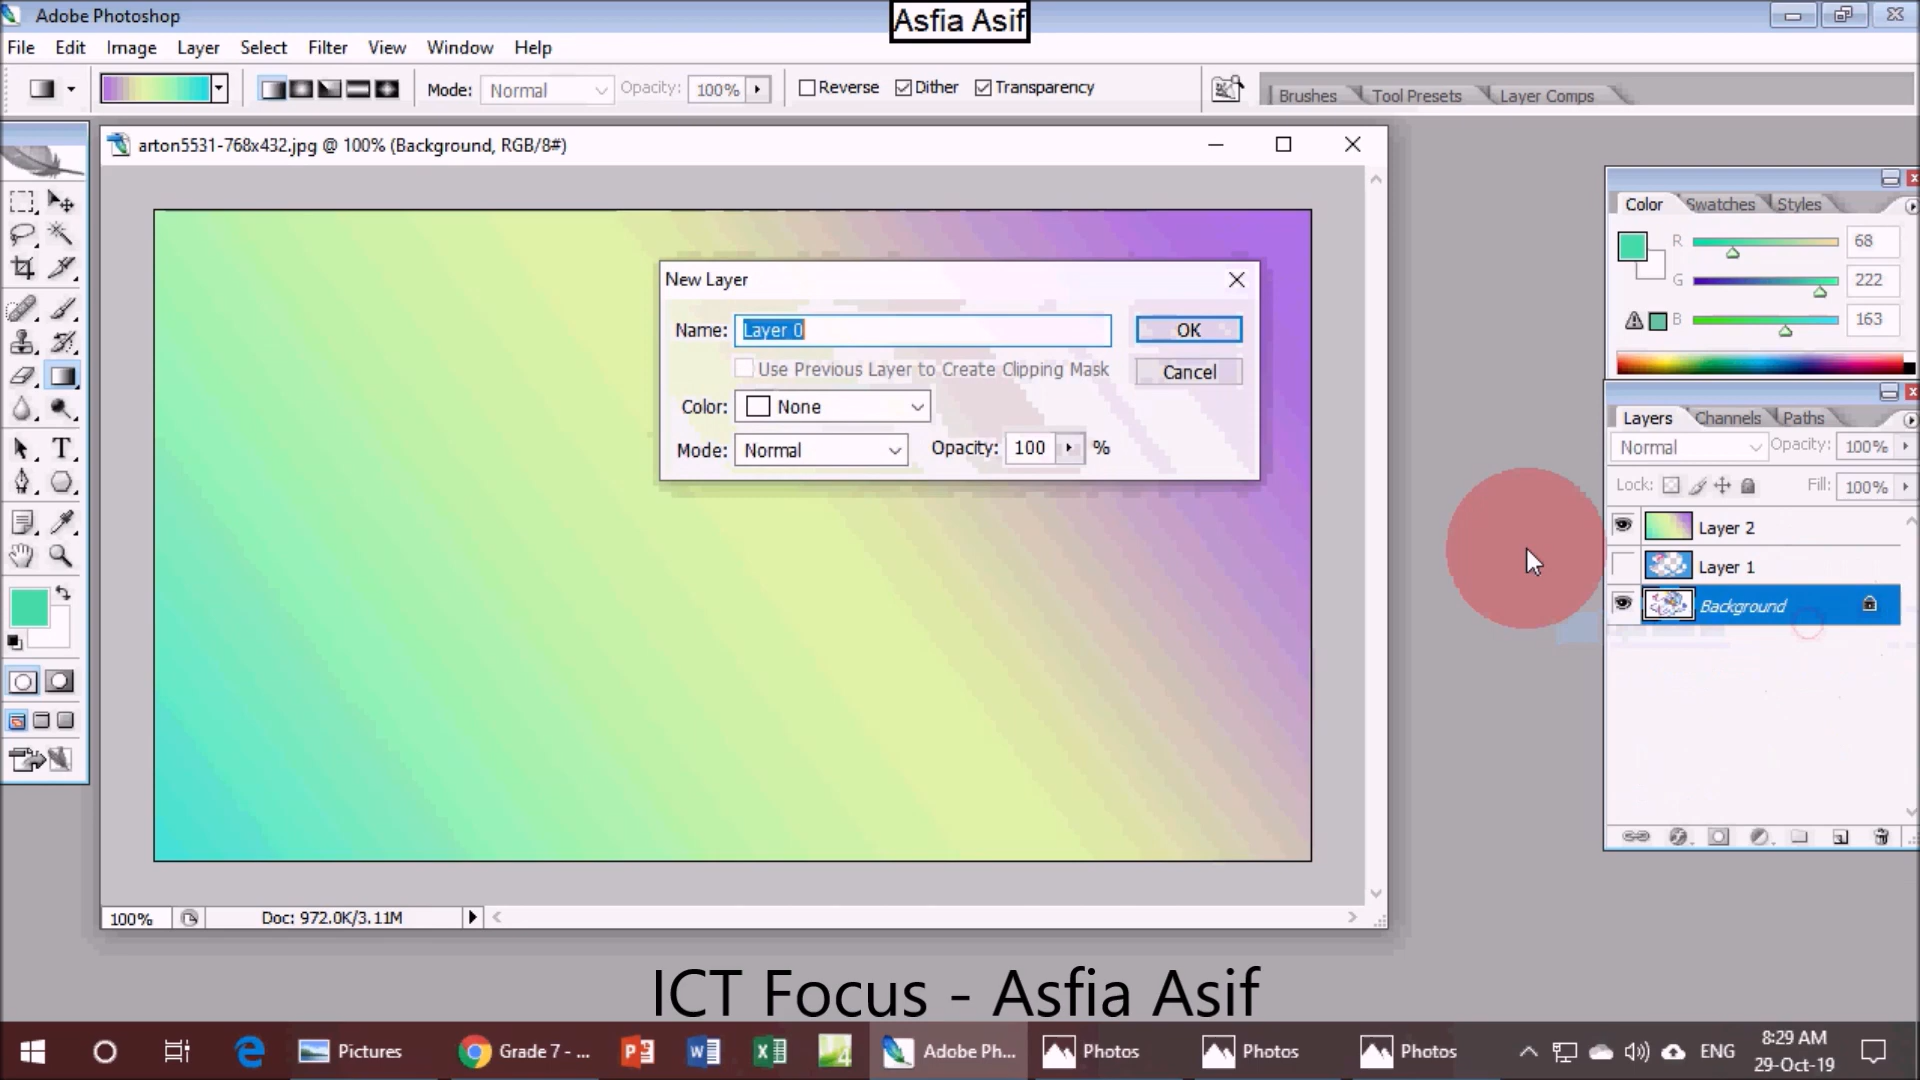 Adobe Photoshop
Asfia Asif
File Edit Image Layer Select Filter View Window Help
Mode: Normal Opacity: 100% Reverse Dither Transparency
Brushes Tool Presets Layer Comps
arton5531-768x432.jpg @ 100% (Background, RGB/8#)
Color Swatches Styles
R 68
G 222
B 163
New Layer
Name: Layer 0 OK
Use Previous Layer to Create Clipping Mask Cancel
Color: None
Mode: Normal Opacity: 100 %
Layers Channels Paths
Normal Opacity: 100%
Lock: Fill: 100%
Layer 2
Layer 1
Background
T
100% Doc: 972.0K/3.11M
ICT Focus - Asfia Asif
Pictures Grade 7 - ... Adobe Ph... Photos Photos Photos ENG
8:29 AM
29-Oct-19